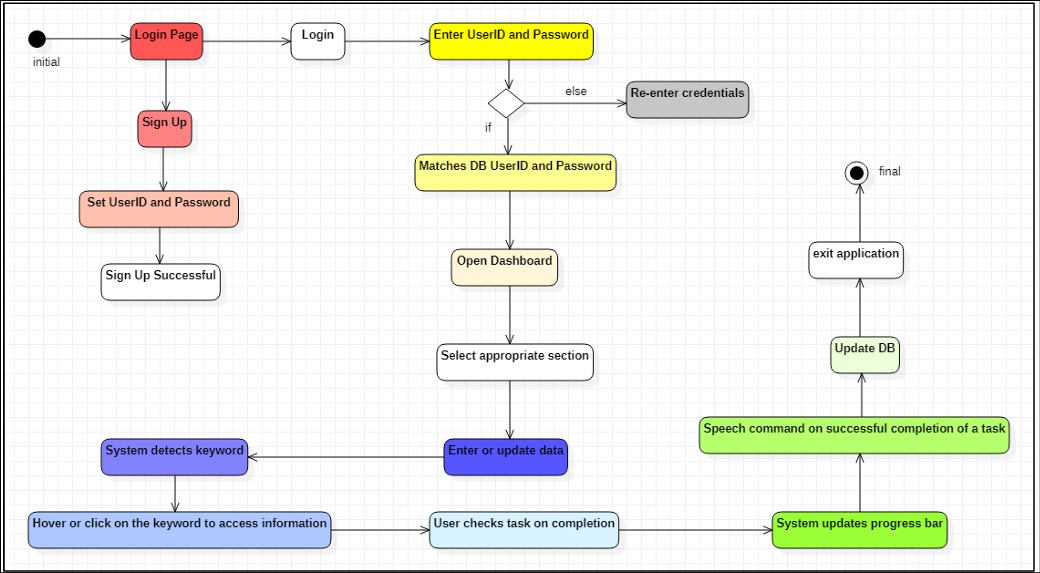 Login Page
Login
Enter UserID and Password
initial
else
Re-enter credentials
Sign Up
if
Matches DB UserID and Password
final
Set UserID and Password
exit application
Open Dashboard
Sign Up Successful
Update DB
Select appropriate section
Speech command on successful completion of a task
System detects keyword
Enter or update data
Hover or click on the keyword to access information
User checks task on completion
System updates progress bar